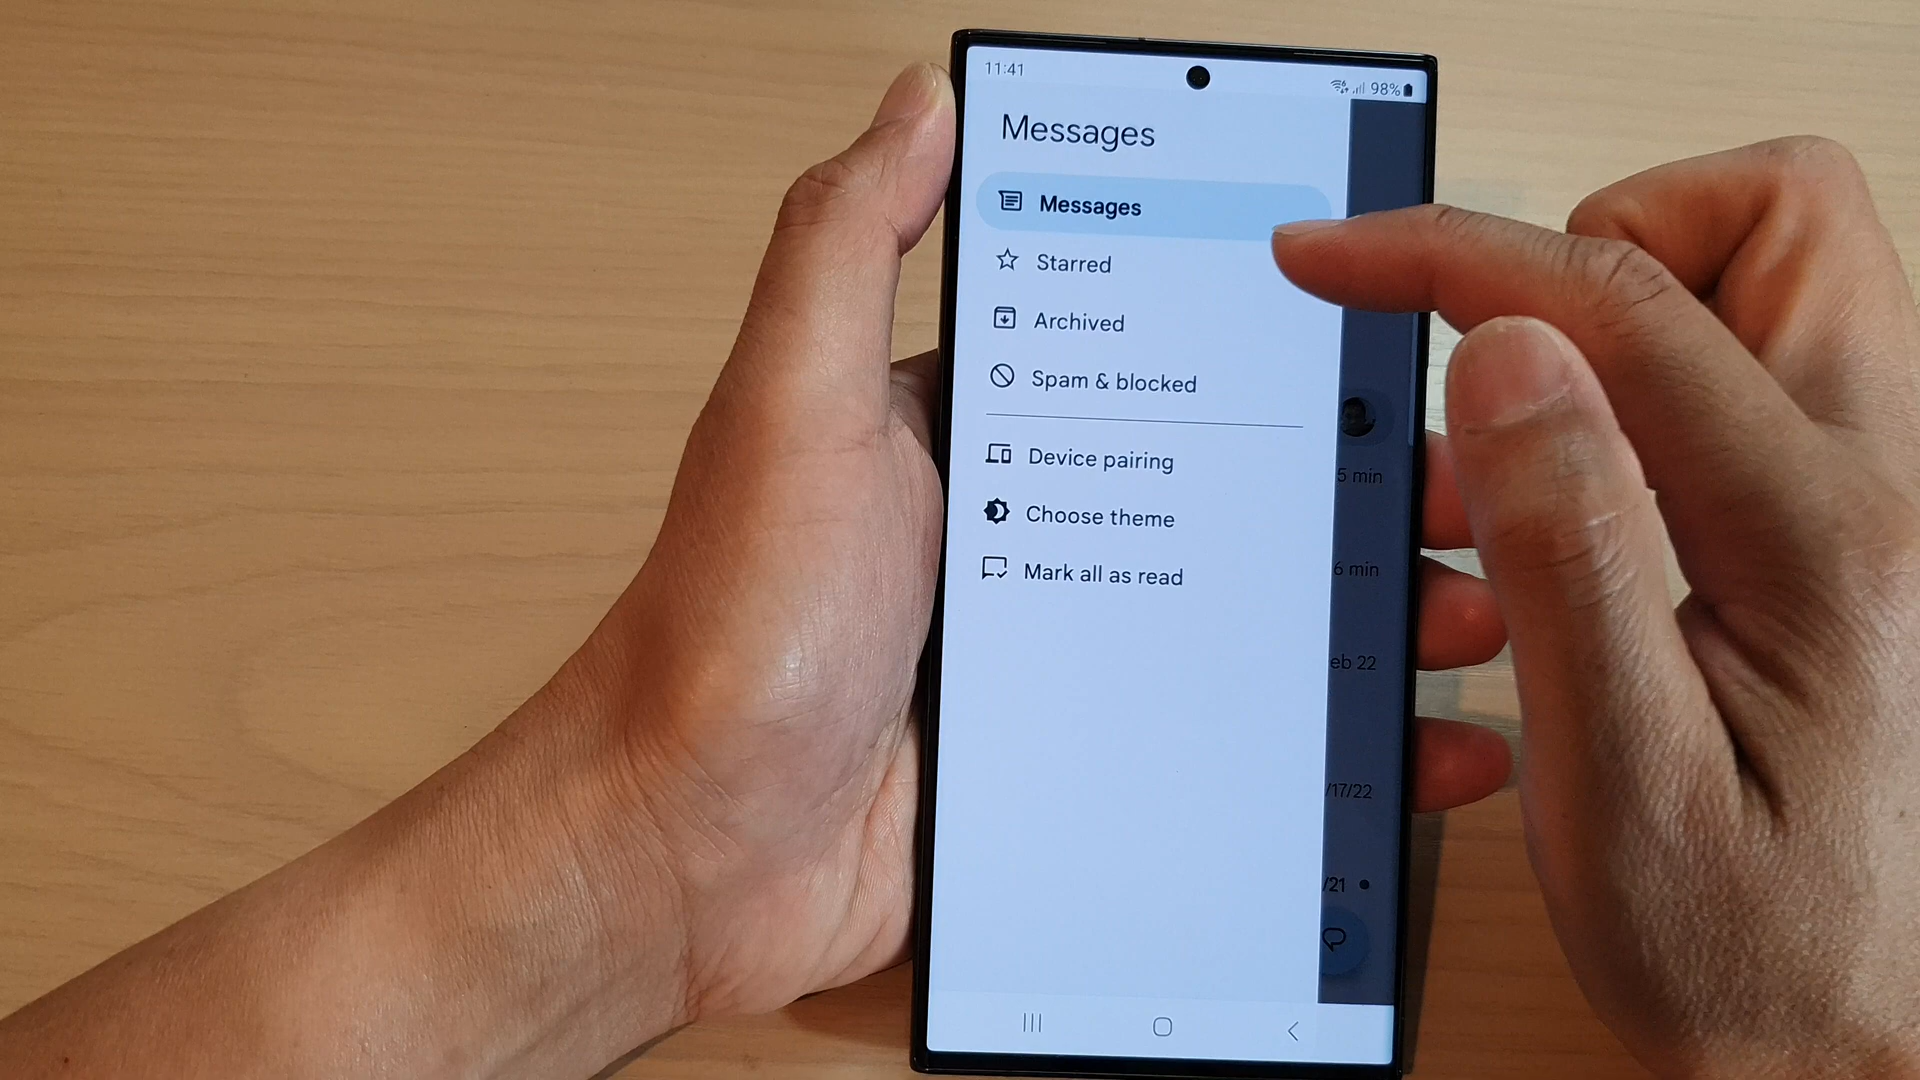 11:41
98%
Messages
Messages
Starred
Archived
Spam & blocked
Device pairing
Choose theme
Mark all as read
5 min
6 min
eb 22
/17/22
/21